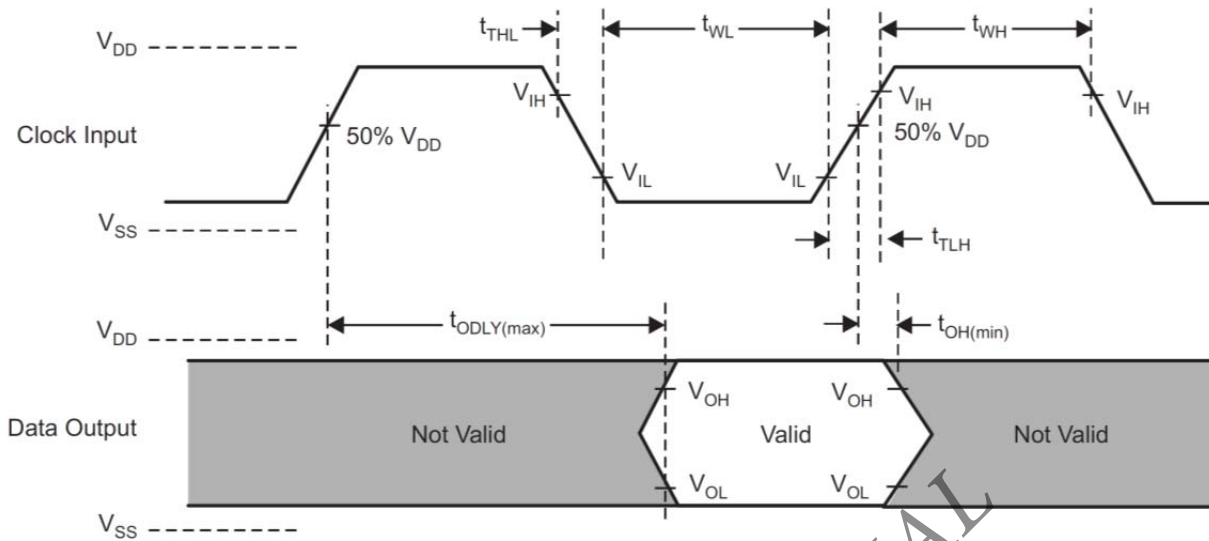 t_THL
t_WL
t_WH
V_DD
V_IH
V_IH
V_IH
Clock Input
50% V_DD
50% V_DD
V_IL
V_IL
V_SS
t_TLH
V_DD
t_ODLY(max)
t_OH(min)
V_OH
V_OH
Data Output
Not Valid
Valid
Not Valid
V_OL
V_OL
V_SS